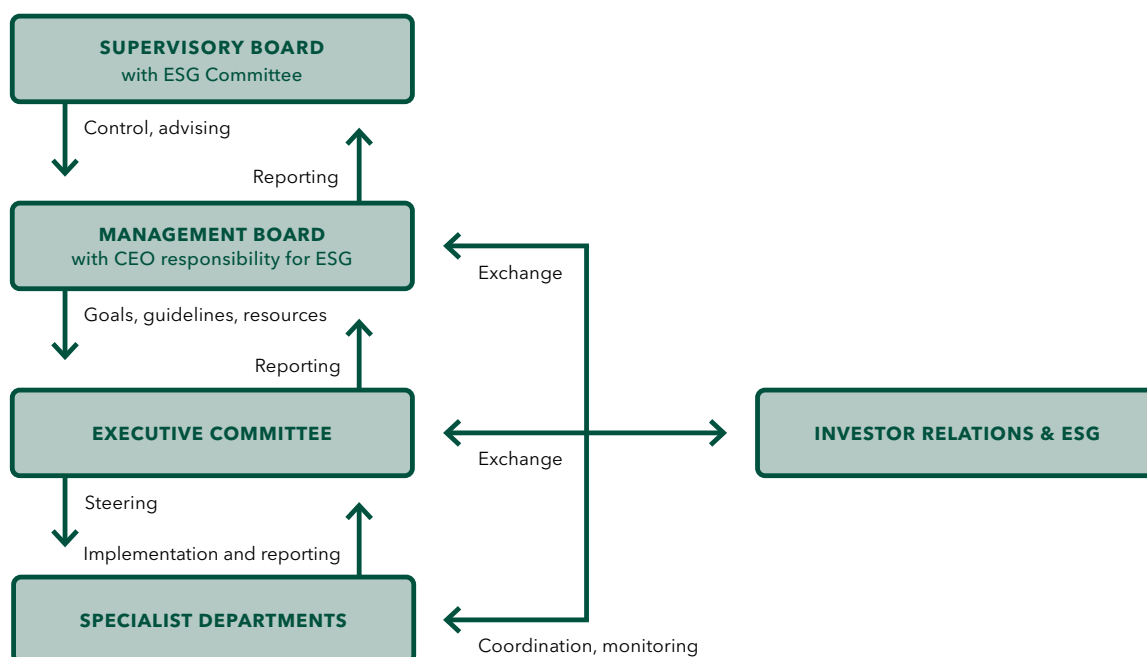 SUPERVISORY BOARD
with ESG Committee
Control, advising
Reporting
MANAGEMENT BOARD
with CEO responsibility for ESG
Exchange
Goals, guidelines, resources
Reporting
EXECUTIVE COMMITTEE
INVESTOR RELATIONS & ESG
Exchange
Steering
Implementation and reporting
SPECIALIST DEPARTMENTS
Coordination, monitoring